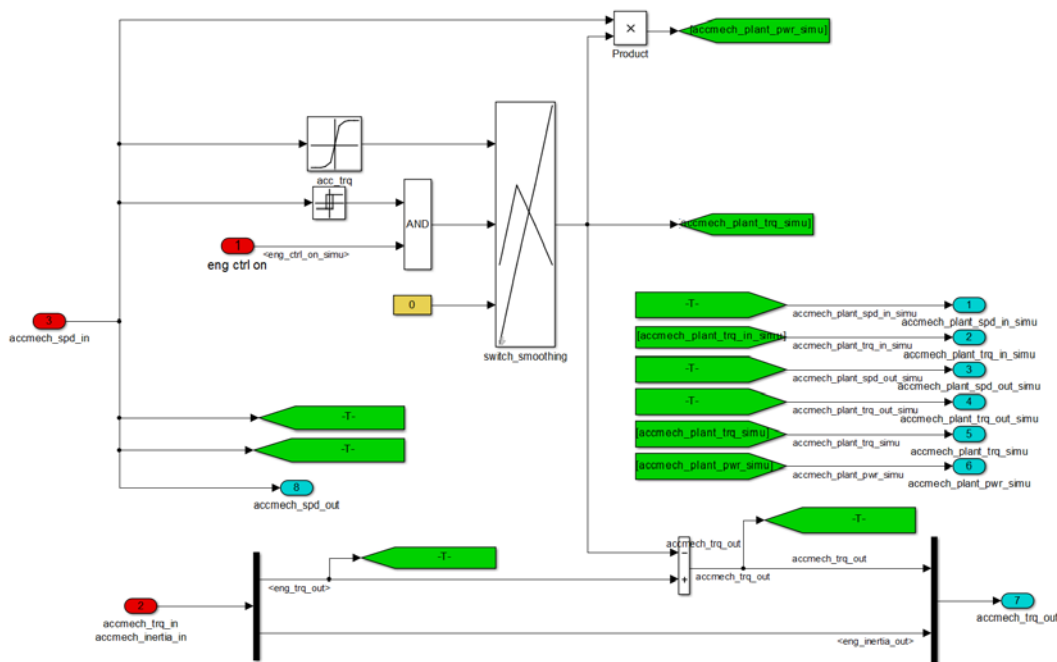 ×
Product
[accmech_plant_pwr_simu]
acc_trq
AND
1
eng ctrl on
<eng_ctrl_on_simu>
0
switch_smoothing
accmech_plant_trq_simu]
3
accmech_spd_in
-T-
accmech_plant_spd_in_simu
1
accmech_plant_spd_in_simu
[accmech_plant_trq_in_simu]
accmech_plant_trq_in_simu
2
accmech_plant_trq_in_simu
-T-
accmech_plant_spd_out_simu
3
accmech_plant_spd_out_simu
-T-
accmech_plant_trq_out_simu
4
accmech_plant_trq_out_simu
[accmech_plant_trq_simu]
accmech_plant_trq_simu
5
accmech_plant_trq_simu
[accmech_plant_pwr_simu]
accmech_plant_pwr_simu
6
accmech_plant_pwr_simu
-T-
-T-
8
accmech_spd_out
-T-
-T-
accmech_trq_out
−
+
accmech_trq_out
accmech_trq_out
<eng_trq_out>
2
accmech_trq_in
accmech_inertia_in
<eng_inertia_out>
7
accmech_trq_out